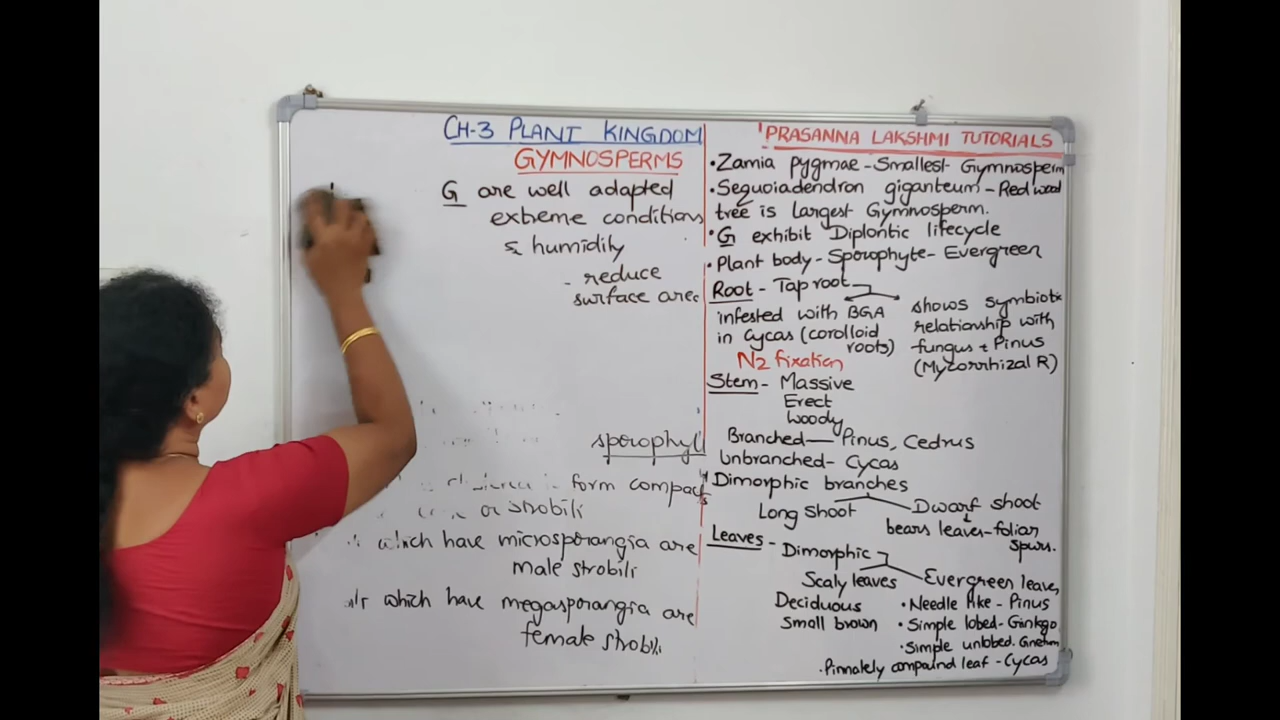 CH-3 PLANT KINGDOM
GYMNOSPERMS
G are well adapted
extreme conditions
& humidity
- reduce
surface area
sporophyll
form compact
or strobili
which have microsporangia are
male strobili
which have megasporangia are
female strobili
PRASANNA LAKSHMI TUTORIALS
• Zamia pygmae - Smallest Gymnosperm
• Sequoiadendron giganteum - Red wood
tree is largest Gymnosperm.
• G exhibit Diplontic lifecycle
• Plant body - Sporophyte - Evergreen
Root - Tap root
infested with BGA
in Cycas (corolloid
roots)
N2 fixation
shows symbiotic
relationship with
fungus - Pinus
(Mycorrhizal R)
Stem - Massive
Erect
Woody
Branched - Pinus, Cedrus
Unbranched - Cycas
Dimorphic branches
Long Shoot
Dwarf shoot
bears leaves - foliar
spurs.
Leaves - Dimorphic
Scaly leaves
Deciduous
Small brown
Evergreen leaves
• Needle like - Pinus
• Simple lobed - Ginkgo
• Simple unlobed. Gnetum
• Pinnately compound leaf - Cycas